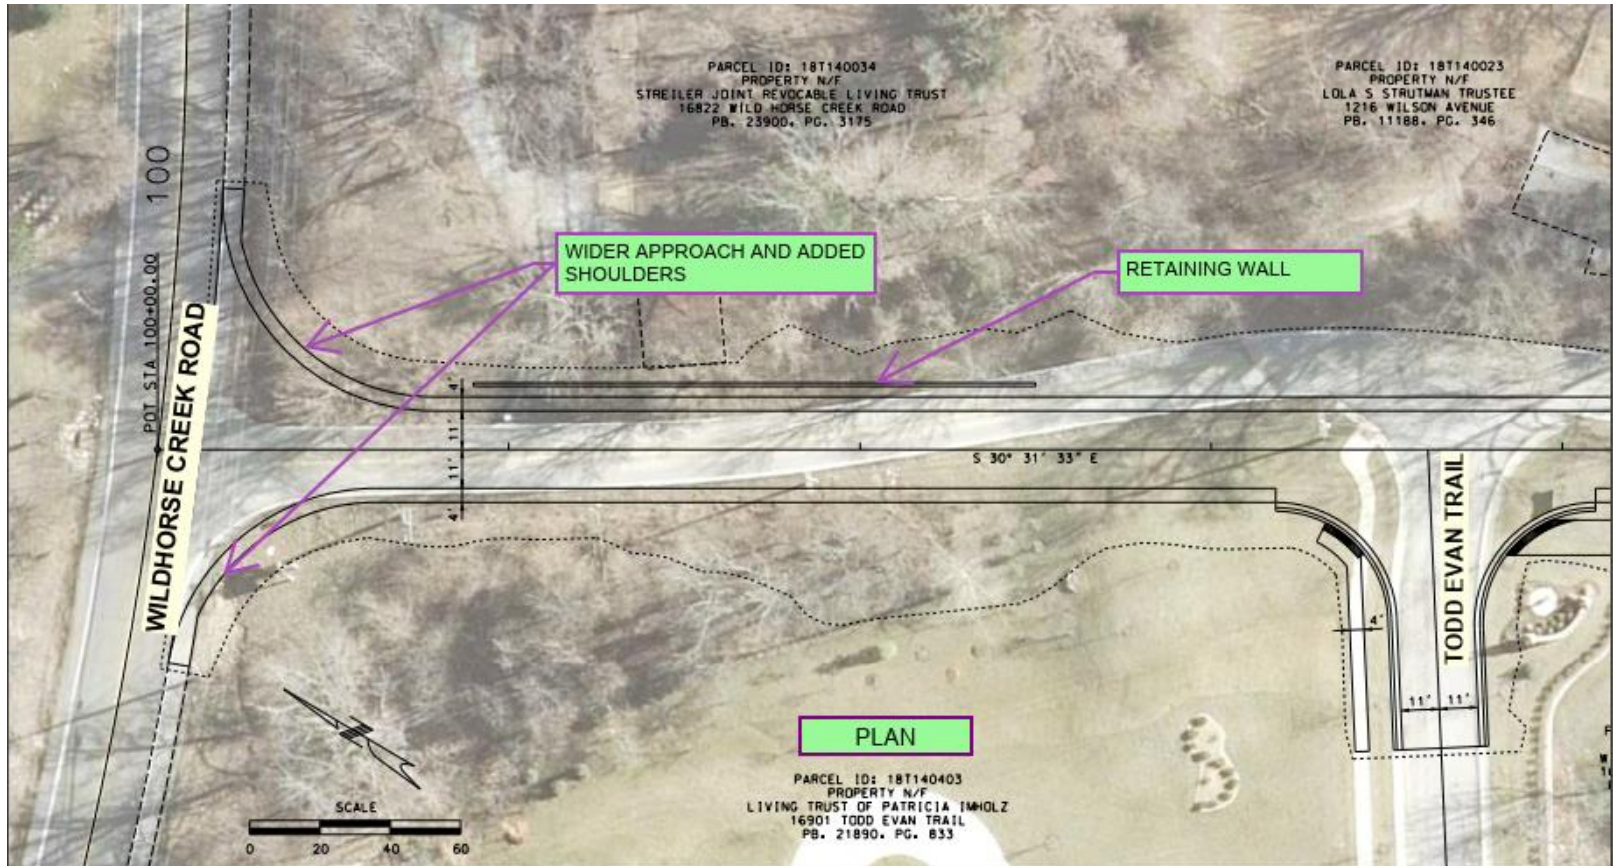 PARCEL ID: 18T140034
PROPERTY N/F
STREILER JOINT REVOCABLE LIVING TRUST
16822 WILD HORSE CREEK ROAD
PB. 23900. PG. 3175
PARCEL ID: 18T140023
PROPERTY N/F
LOLA S STRUTMAN TRUSTEE
1216 WILSON AVENUE
PB. 11188. PG. 346
100
POT STA 100+00.00
WILDHORSE CREEK ROAD
WIDER APPROACH AND ADDED
SHOULDERS
RETAINING WALL
4'
11'
11'
4'
S 30° 31' 33" E
TODD EVAN TRAIL
4'
11' 11'
PLAN
PARCEL ID: 18T140403
PROPERTY N/F
LIVING TRUST OF PATRICIA IMHOLZ
16901 TODD EVAN TRAIL
PB. 21890. PG. 833
N
SCALE
0 20 40 60